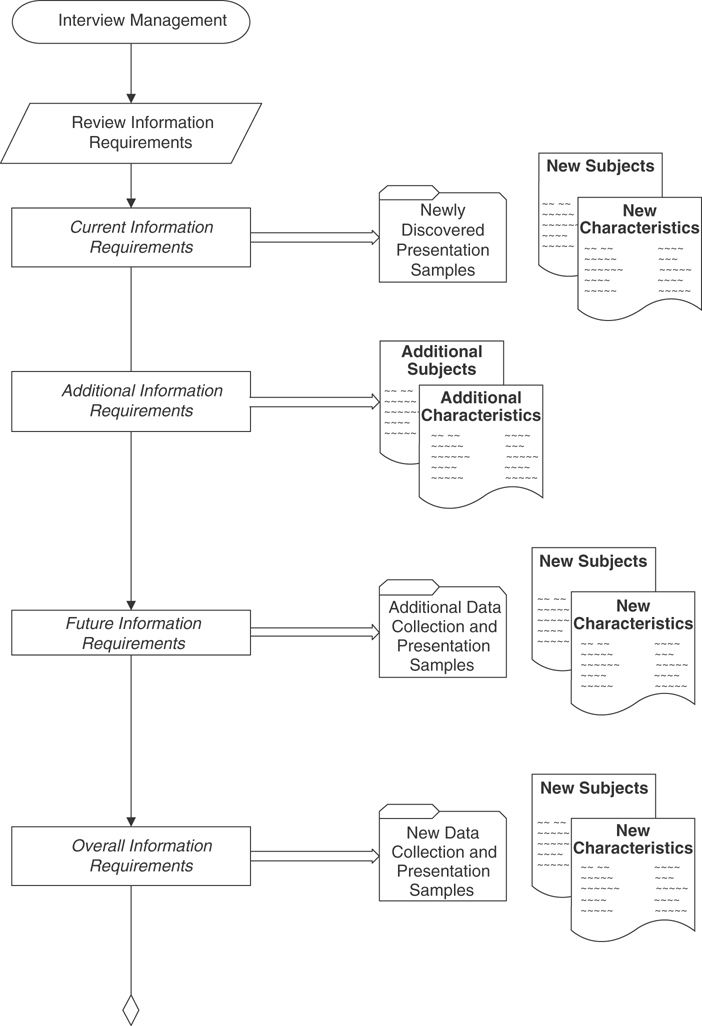 Interview Management
Review Information
Requirements
Current Information
Requirements
Newly
Discovered
Presentation
Samples
New Subjects
New
Characteristics
Additional Information
Requirements
Additional
Subjects
Additional
Characteristics
Future Information
Requirements
Additional Data
Collection and
Presentation
Samples
New Subjects
New
Characteristics
Overall Information
Requirements
New Data
Collection and
Presentation
Samples
New Subjects
New
Characteristics